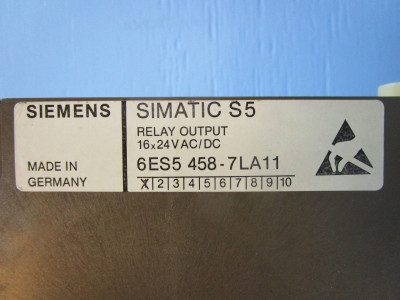 SIEMENS SIMATIC S5
RELAY OUTPUT
16x24VAC/DC
MADE IN 6ES5 458-7LA11
GERMANY X 2 3 4 5 6 7 8 9 10